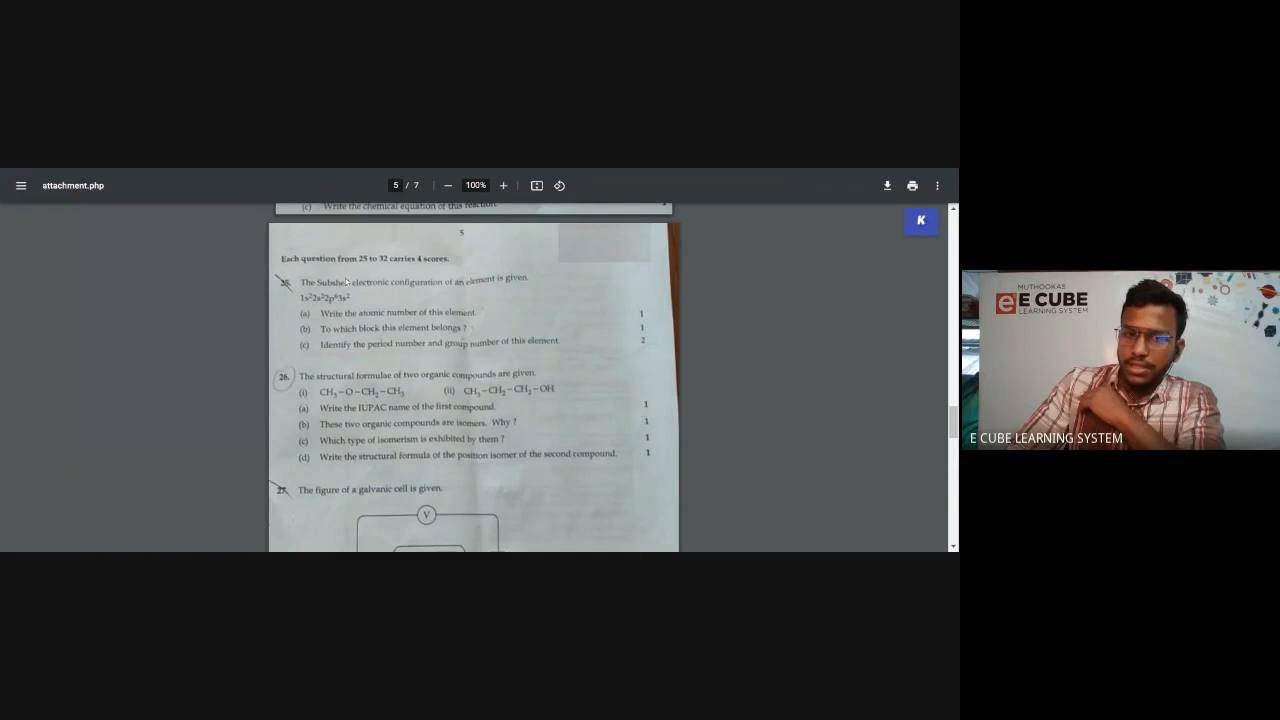 attachment.php
5 / 7
100%
(c) Write the chemical equation of this reaction.
K
5
Each question from 25 to 32 carries 4 scores.
25. The Subshell electronic configuration of an element is given.
1s²2s²2p⁶3s²
(a) Write the atomic number of this element. 1
(b) To which block this element belongs ? 1
(c) Identify the period number and group number of this element. 2
26. The structural formulae of two organic compounds are given.
(i) CH₃–O–CH₂–CH₃ (ii) CH₃–CH₂–CH₂–OH
(a) Write the IUPAC name of the first compound. 1
(b) These two organic compounds are isomers. Why ? 1
(c) Which type of isomerism is exhibited by them ? 1
(d) Write the structural formula of the position isomer of the second compound. 1
27. The figure of a galvanic cell is given.
V
MUTHOOKAS
e E CUBE
LEARNING SYSTEM
E CUBE LEARNING SYSTEM